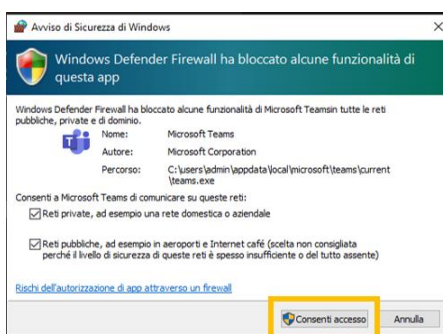 Avviso di Sicurezza di Windows
Windows Defender Firewall ha bloccato alcune funzionalità di
questa app
Windows Defender Firewall ha bloccato alcune funzionalità di Microsoft Teamsin tutte le reti
pubbliche, private e di dominio.
Nome: Microsoft Teams
Autore: Microsoft Corporation
Percorso: C:\users\admin\appdata\local\microsoft\teams\current
\teams.exe
Consenti a Microsoft Teams di comunicare su queste reti:
Reti private, ad esempio una rete domestica o aziendale
Reti pubbliche, ad esempio in aeroporti e Internet café (scelta non consigliata
perché il livello di sicurezza di queste reti è spesso insufficiente o del tutto assente)
Rischi dell'autorizzazione di app attraverso un firewall
Consenti accesso Annulla